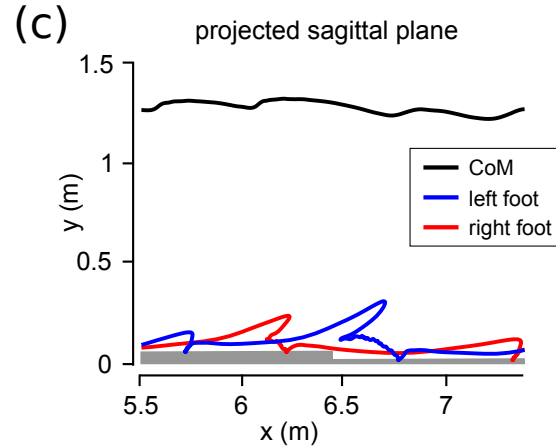 (c)
projected sagittal plane
1.5
1
0.5
0
y (m)
CoM
left foot
right foot
5.5 6 6.5 7
x (m)